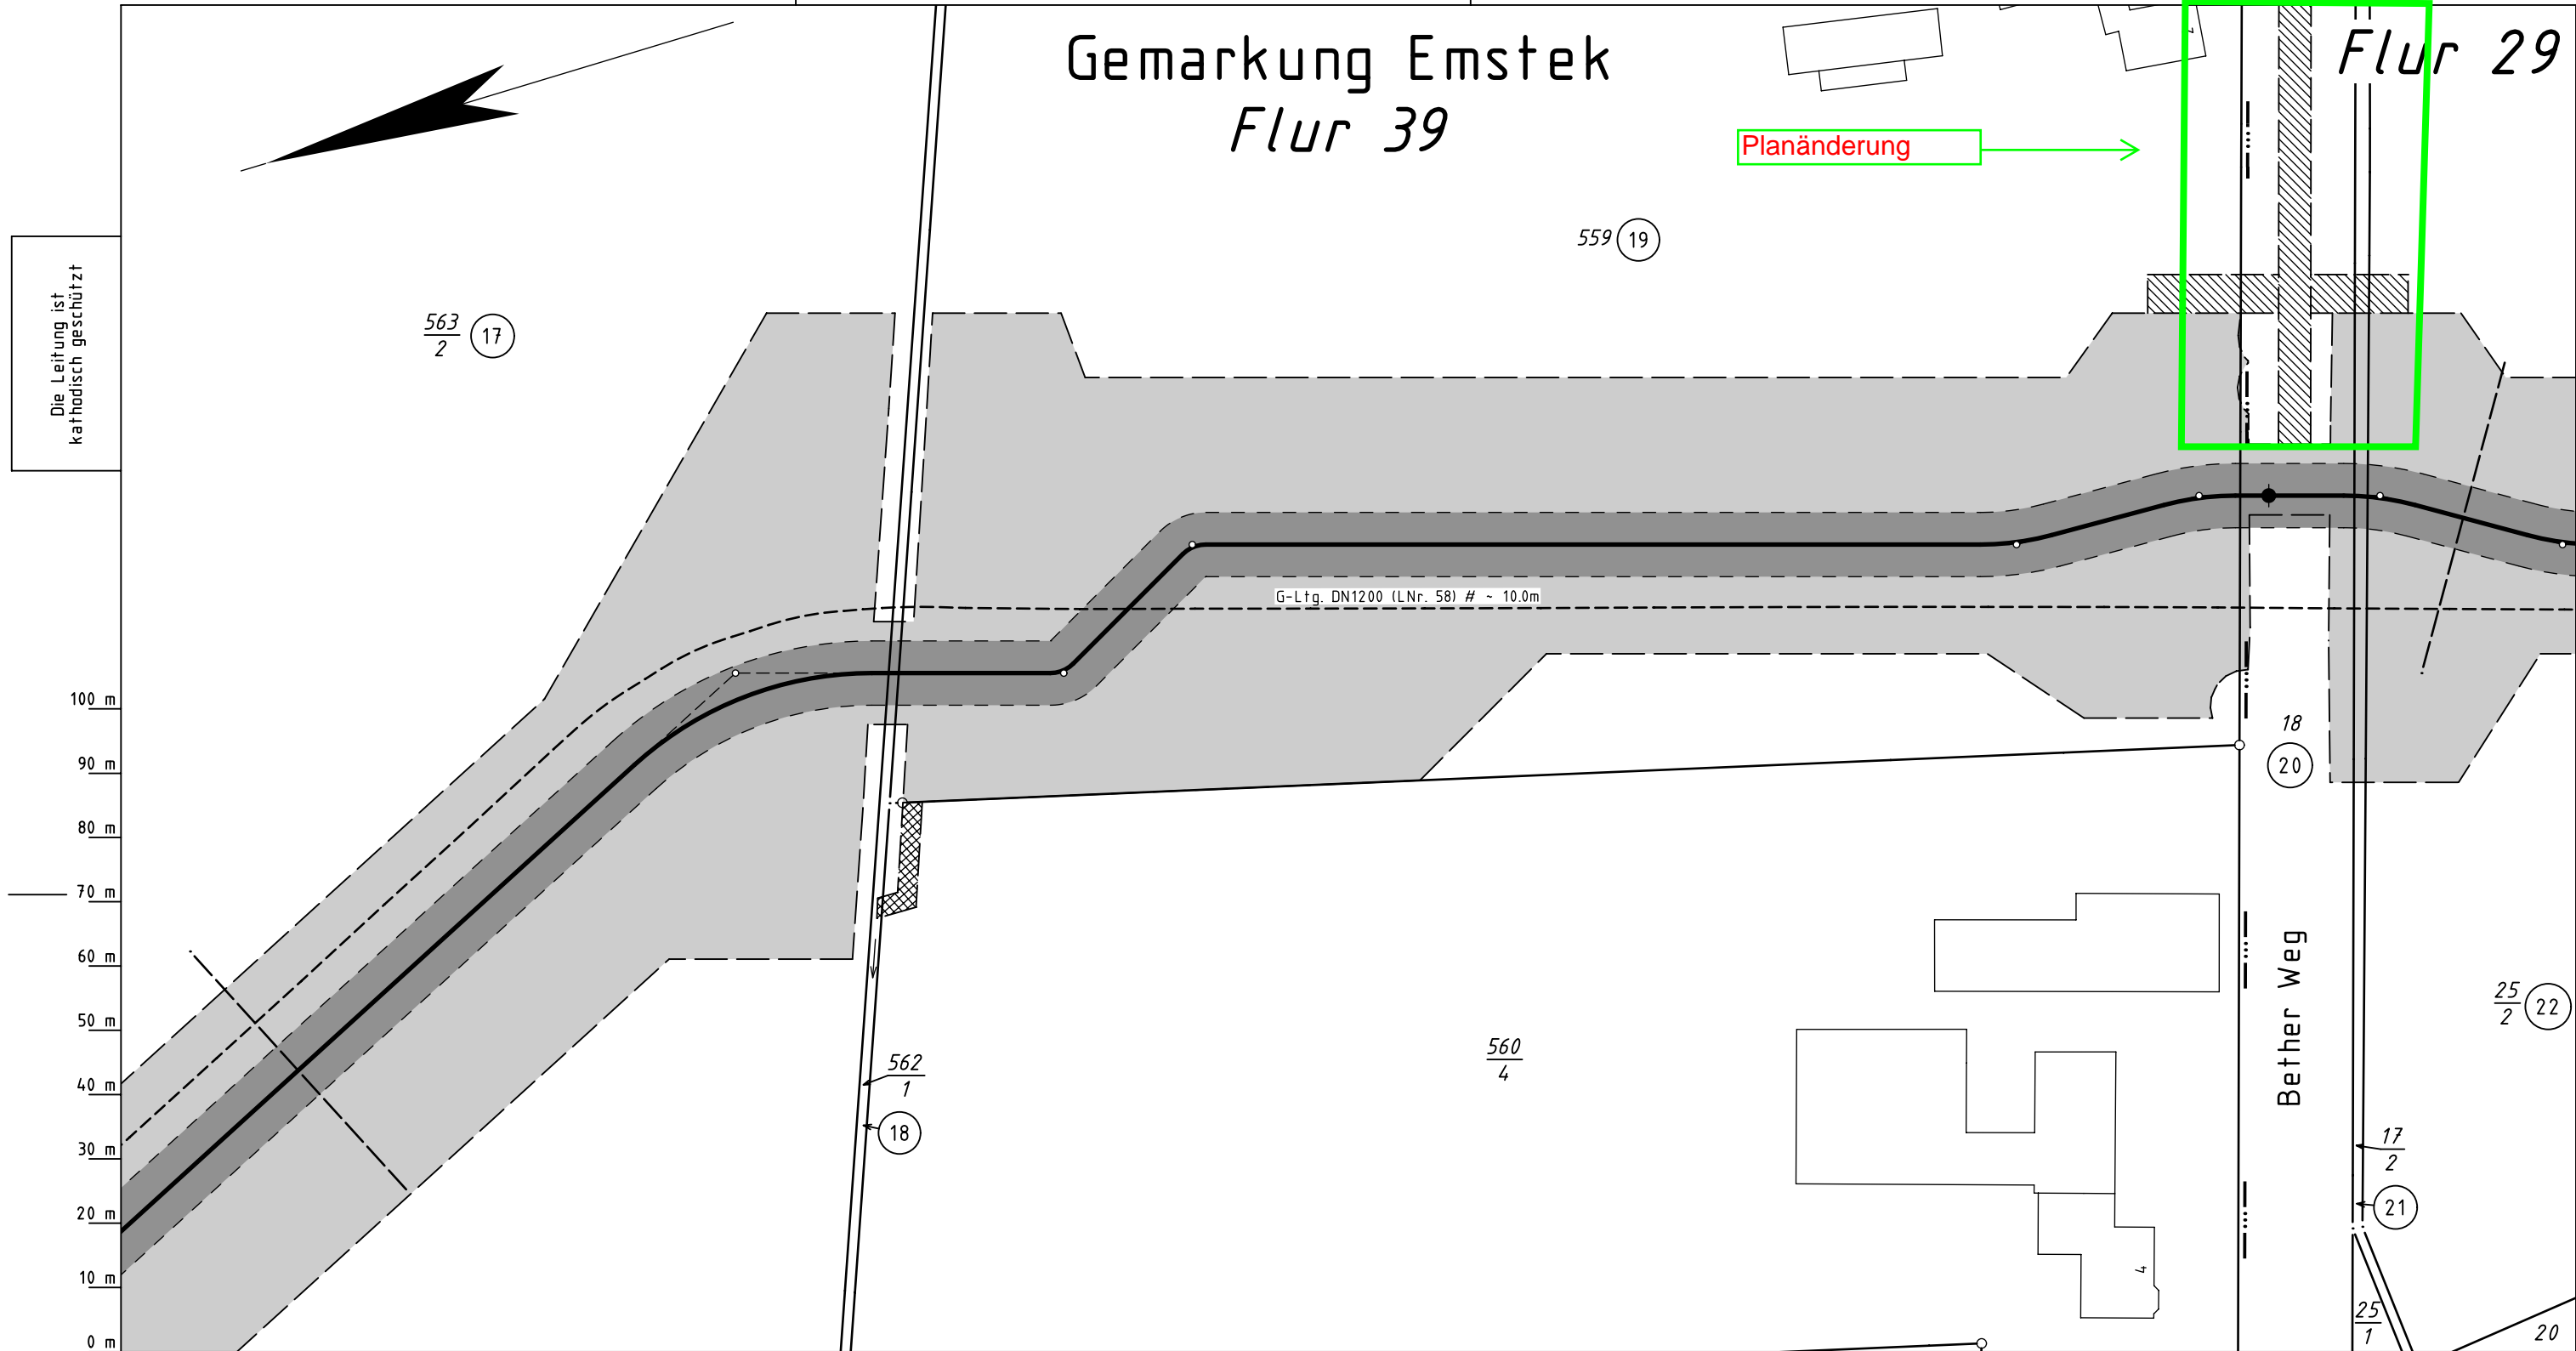 Gemarkung Emstek
Flur 39
Flur 29
Planänderung
559 19
Die Leitung ist
kathodisch geschützt
563
2
17
G-Ltg. DN1200 (LNr. 58) # ~ 10.0m
100 m
90 m
80 m
70 m
60 m
50 m
40 m
30 m
20 m
10 m
0 m
18
20
Bether Weg
25
2
22
560
4
562
1
18
17
2
21
4
25
1
20